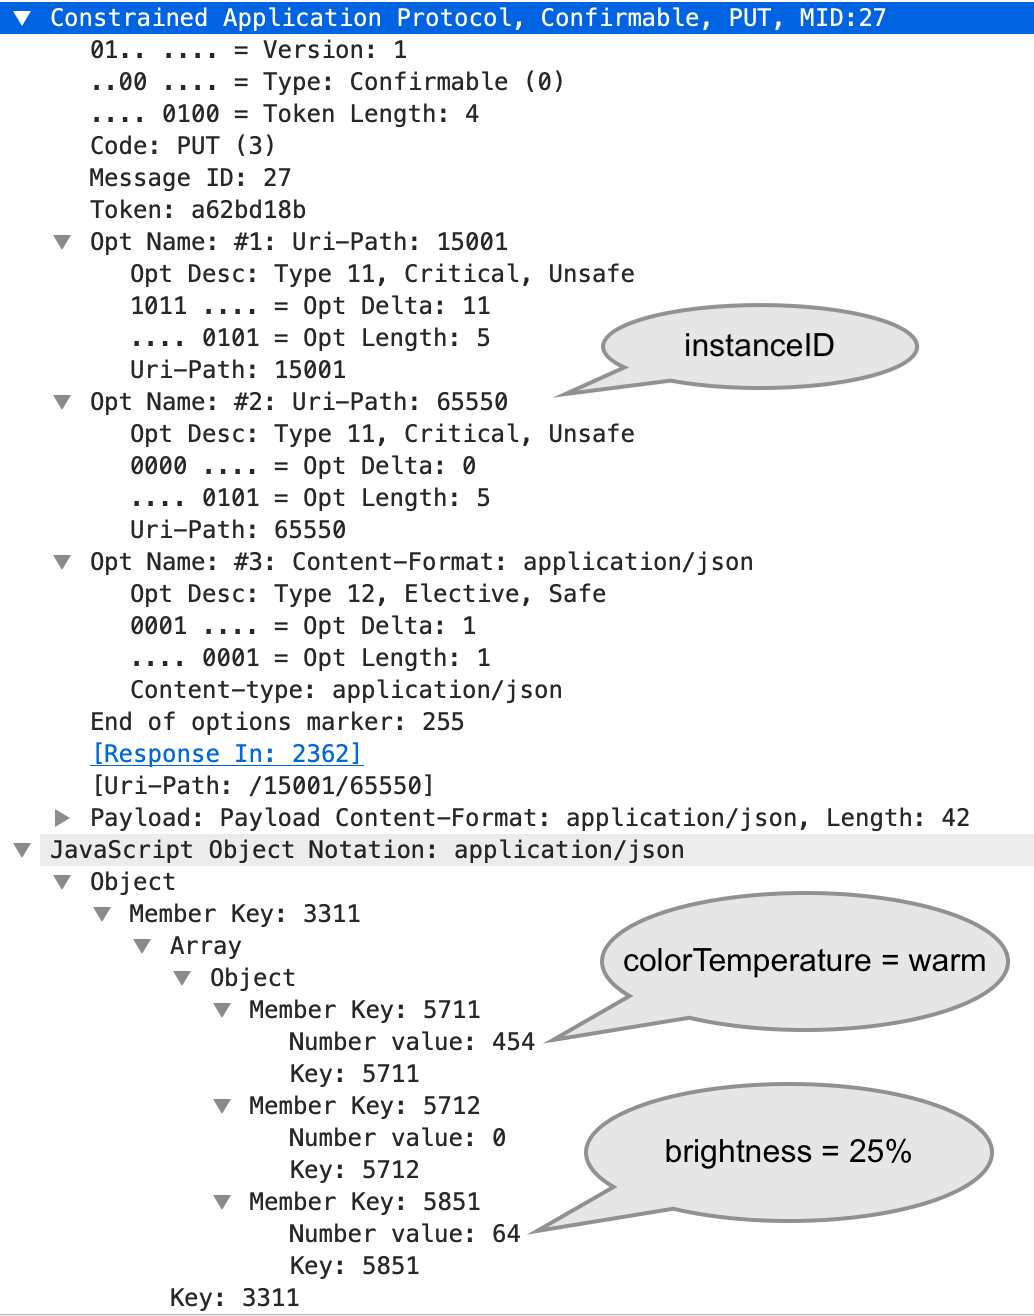 Constrained Application Protocol, Confirmable, PUT, MID:27
01.. .... = Version: 1
..00 .... = Type: Confirmable (0)
.... 0100 = Token Length: 4
Code: PUT (3)
Message ID: 27
Token: a62bd18b
Opt Name: #1: Uri-Path: 15001
Opt Desc: Type 11, Critical, Unsafe
1011 .... = Opt Delta: 11
.... 0101 = Opt Length: 5
instanceID
Uri-Path: 15001
Opt Name: #2: Uri-Path: 65550
Opt Desc: Type 11, Critical, Unsafe
0000 .... = Opt Delta: 0
.... 0101 = Opt Length: 5
Uri-Path: 65550
Opt Name: #3: Content-Format: application/json
Opt Desc: Type 12, Elective, Safe
0001 .... = Opt Delta: 1
.... 0001 = Opt Length: 1
Content-type: application/json
End of options marker: 255
[Response In: 2362]
[Uri-Path: /15001/65550]
Payload: Payload Content-Format: application/json, Length: 42
JavaScript Object Notation: application/json
Object
Member Key: 3311
Array
Object
colorTemperature = warm
Member Key: 5711
Number value: 454
Key: 5711
Member Key: 5712
Number value: 0
brightness = 25%
Key: 5712
Member Key: 5851
Number value: 64
Key: 5851
Key: 3311